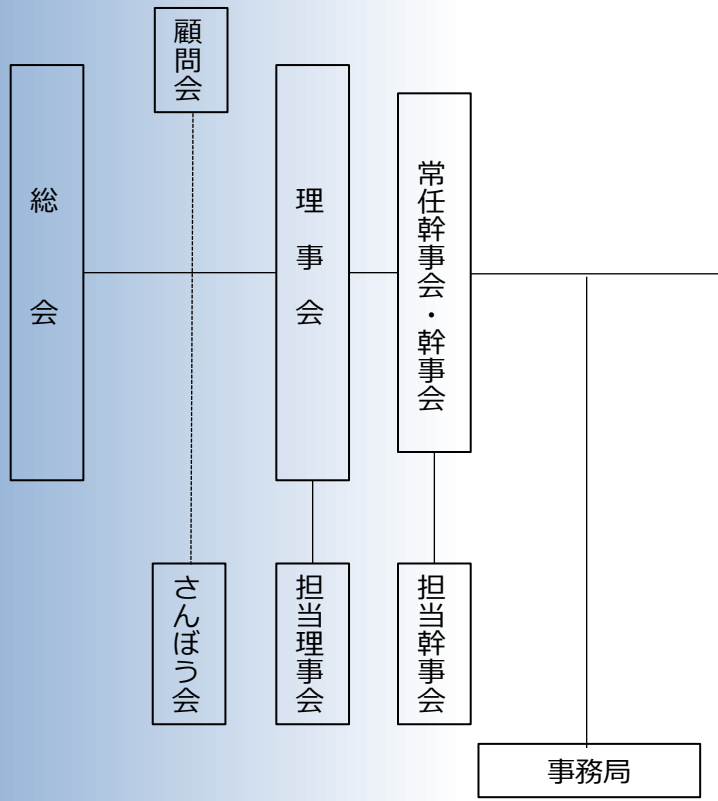 顧問会
総会
理事会
常任幹事会・幹事会
さんぼう会
担当理事会
担当幹事会
事務局